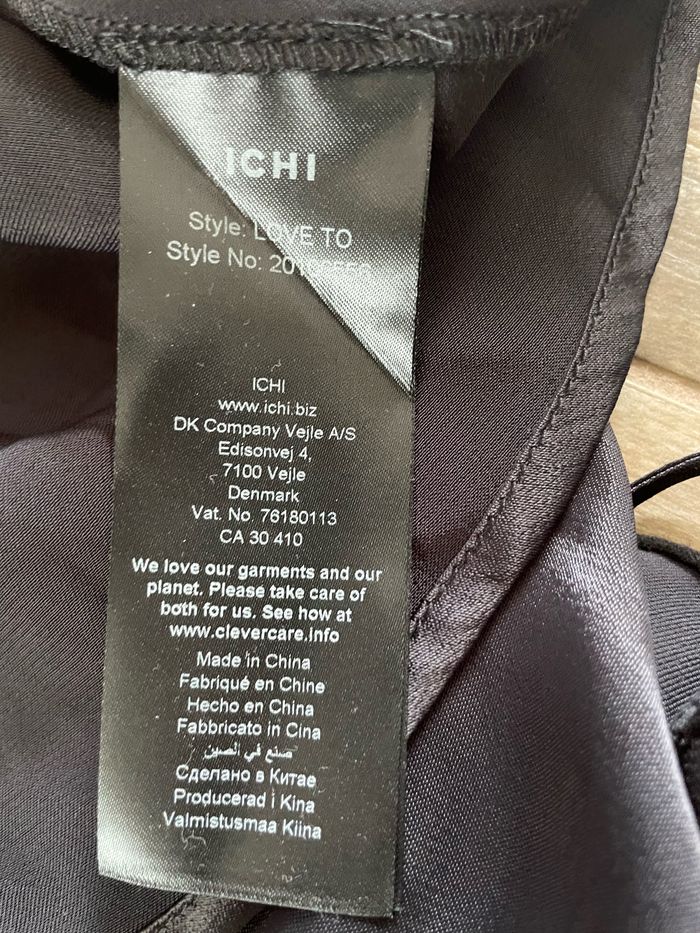 ICHI
Style: LOVE TO
Style No:
ICHI
www.ichi.biz
DK Company Vejle A/S
Edisonvej 4,
7100 Vejle
Denmark
Vat. No. 76180113
CA 30 410
We love our garments and our
planet. Please take care of
both for us. See how at
www.clevercare.info
Made in China
Fabriqué en Chine
Hecho en China
Fabbricato in Cina
صنع في الصين
Сделано в Китае
Producerad i Kina
Valmistusmaa Kiina